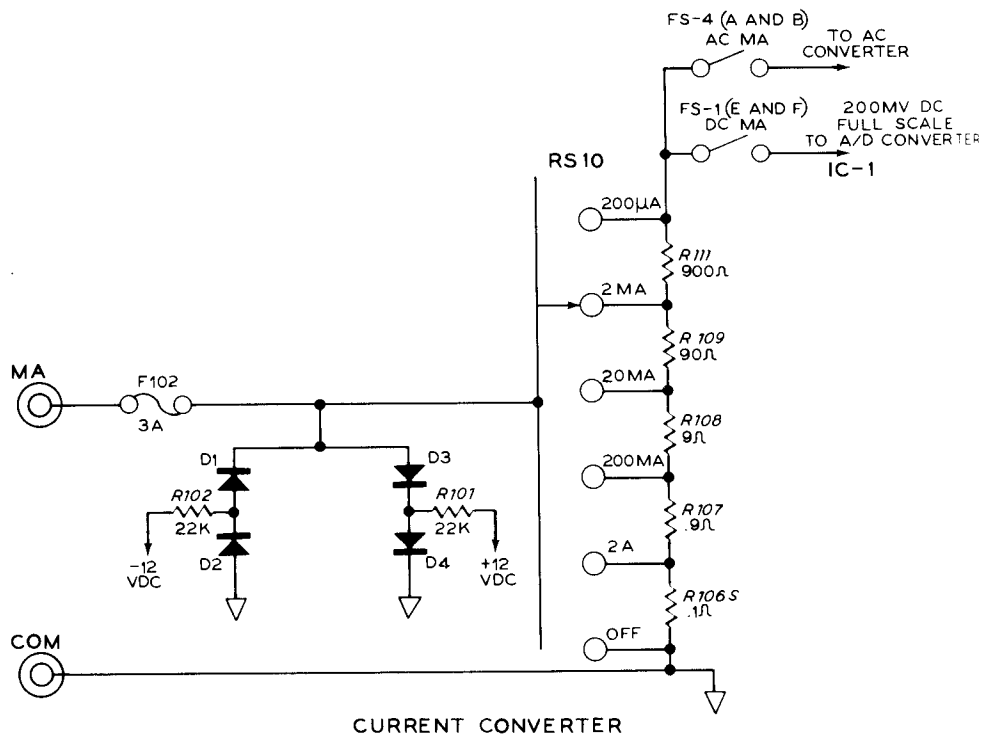 FS-4 (A AND B)
AC MA
TO AC
CONVERTER
FS-1 (E AND F)
DC MA
200MV DC
FULL SCALE
TO A/D CONVERTER
IC-1
RS10
200µA
R111
900Ω
2 MA
R 109
90Ω
MA
F102
3A
20MA
R108
9Ω
D1
D3
200MA
R102
22K
R101
22K
R107
.9Ω
D2
D4
-12
VDC
+12
VDC
2 A
R106S
.1Ω
OFF
COM
CURRENT CONVERTER